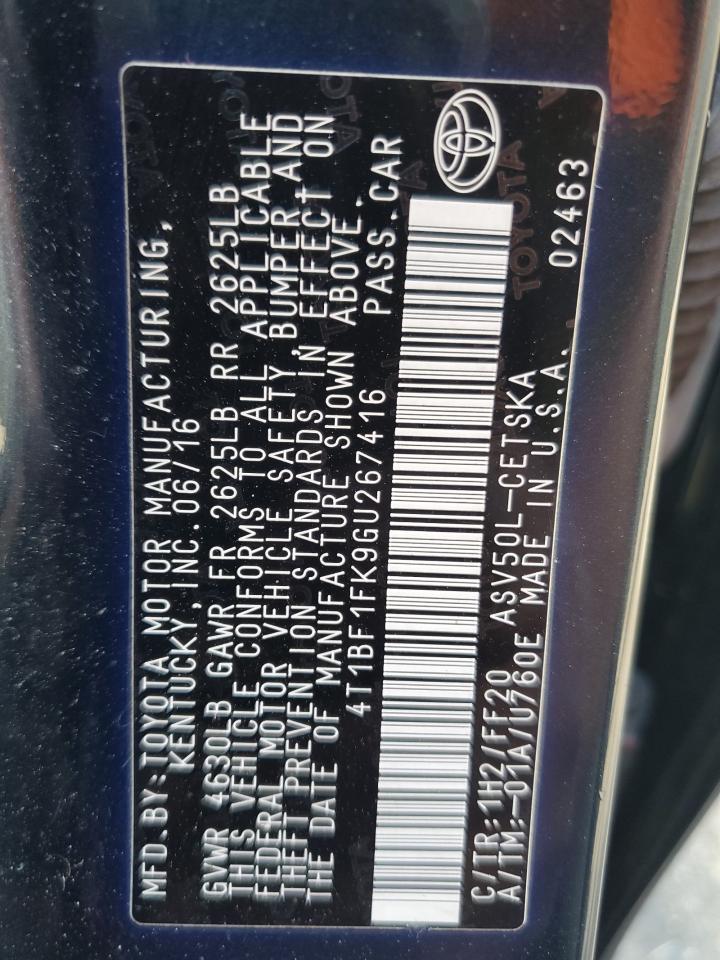 MFD.BY:TOYOTA MOTOR MANUFACTURING,
KENTUCKY, INC. 06/16
GVWR 4630LB GAWR FR 2625LB RR 2625LB
THIS VEHICLE CONFORMS TO ALL APPLICABLE
FEDERAL MOTOR VEHICLE SAFETY, BUMPER, AND
THEFT PREVENTION STANDARDS IN EFFECT ON
THE DATE OF MANUFACTURE SHOWN ABOVE.
4T1BF1FK9GU267416 PASS.CAR
C/TR:1H2/FF20 ASV50L-CETSKA
A/TM:-01A/U760E MADE IN U.S.A.
02463
TOYOTA